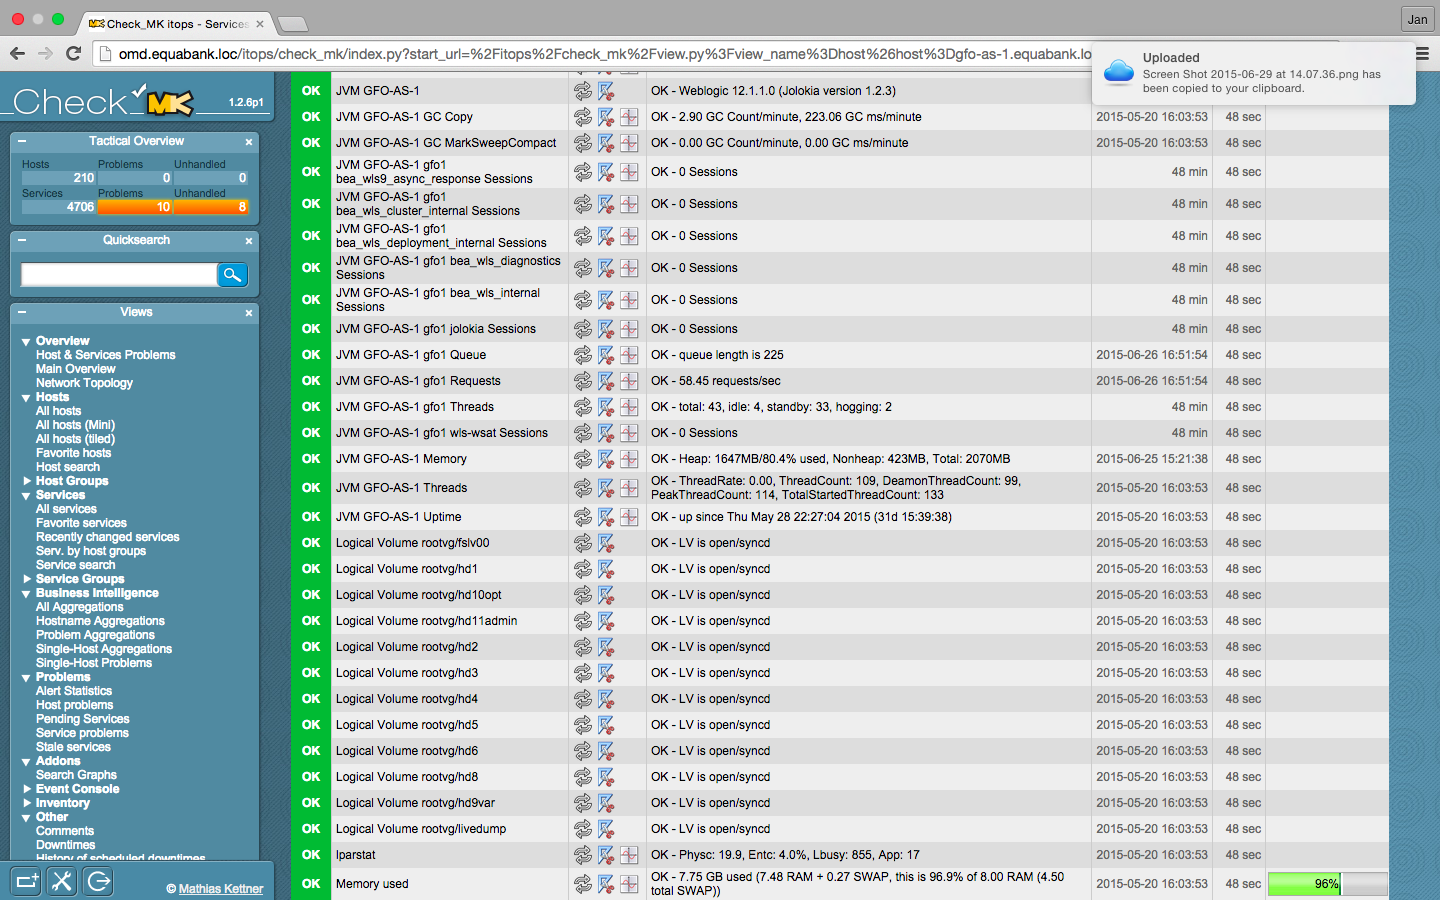 Check_MK itops - Services
Jan
omd.equabank.loc/itops/check_mk/index.py?start_url=%2Fitops%2Fcheck_mk%2Fview.py%3Fview_name%3Dhost%26host%3Dgfo-as-1.equabank.lo
Uploaded
Screen Shot 2015-06-29 at 14.07.36.png has
been copied to your clipboard.
Check_MK
1.2.6p1
Tactical Overview
Hosts Problems Unhandled
210 0 0
Services Problems Unhandled
4706 10 8
Quicksearch
Views
Overview
Host & Services Problems
Main Overview
Network Topology
Hosts
All hosts
All hosts (Mini)
All hosts (tiled)
Favorite hosts
Host search
Host Groups
Services
All services
Favorite services
Recently changed services
Serv. by host groups
Service search
Service Groups
Business Intelligence
All Aggregations
Hostname Aggregations
Problem Aggregations
Single-Host Aggregations
Single-Host Problems
Problems
Alert Statistics
Host problems
Pending Services
Service problems
Stale services
Addons
Search Graphs
Event Console
Inventory
Other
Comments
Downtimes
History of scheduled downtimes
© Mathias Kettner
OK JVM GFO-AS-1 OK - Weblogic 12.1.1.0 (Jolokia version 1.2.3)
OK JVM GFO-AS-1 GC Copy OK - 2.90 GC Count/minute, 223.06 GC ms/minute 2015-05-20 16:03:53 48 sec
OK JVM GFO-AS-1 GC MarkSweepCompact OK - 0.00 GC Count/minute, 0.00 GC ms/minute 2015-05-20 16:03:53 48 sec
JVM GFO-AS-1 gfo1
OK bea_wls9_async_response Sessions OK - 0 Sessions 48 min 48 sec
JVM GFO-AS-1 gfo1
OK bea_wls_cluster_internal Sessions OK - 0 Sessions 48 min 48 sec
JVM GFO-AS-1 gfo1
OK bea_wls_deployment_internal Sessions OK - 0 Sessions 48 min 48 sec
JVM GFO-AS-1 gfo1 bea_wls_diagnostics
OK Sessions OK - 0 Sessions 48 min 48 sec
JVM GFO-AS-1 gfo1 bea_wls_internal
OK Sessions OK - 0 Sessions 48 min 48 sec
OK JVM GFO-AS-1 gfo1 jolokia Sessions OK - 0 Sessions 48 min 48 sec
OK JVM GFO-AS-1 gfo1 Queue OK - queue length is 225 2015-06-26 16:51:54 48 sec
OK JVM GFO-AS-1 gfo1 Requests OK - 58.45 requests/sec 2015-06-26 16:51:54 48 sec
OK JVM GFO-AS-1 gfo1 Threads OK - total: 43, idle: 4, standby: 33, hogging: 2 48 min 48 sec
OK JVM GFO-AS-1 gfo1 wls-wsat Sessions OK - 0 Sessions 48 min 48 sec
OK JVM GFO-AS-1 Memory OK - Heap: 1647MB/80.4% used, Nonheap: 423MB, Total: 2070MB 2015-06-25 15:21:38 48 sec
OK JVM GFO-AS-1 Threads OK - ThreadRate: 0.00, ThreadCount: 109, DeamonThreadCount: 99, 2015-05-20 16:03:53 48 sec
PeakThreadCount: 114, TotalStartedThreadCount: 133
OK JVM GFO-AS-1 Uptime OK - up since Thu May 28 22:27:04 2015 (31d 15:39:38) 2015-05-20 16:03:53 48 sec
OK Logical Volume rootvg/fslv00 OK - LV is open/syncd 2015-05-20 16:03:53 48 sec
OK Logical Volume rootvg/hd1 OK - LV is open/syncd 2015-05-20 16:03:53 48 sec
OK Logical Volume rootvg/hd10opt OK - LV is open/syncd 2015-05-20 16:03:53 48 sec
OK Logical Volume rootvg/hd11admin OK - LV is open/syncd 2015-05-20 16:03:53 48 sec
OK Logical Volume rootvg/hd2 OK - LV is open/syncd 2015-05-20 16:03:53 48 sec
OK Logical Volume rootvg/hd3 OK - LV is open/syncd 2015-05-20 16:03:53 48 sec
OK Logical Volume rootvg/hd4 OK - LV is open/syncd 2015-05-20 16:03:53 48 sec
OK Logical Volume rootvg/hd5 OK - LV is open/syncd 2015-05-20 16:03:53 48 sec
OK Logical Volume rootvg/hd6 OK - LV is open/syncd 2015-05-20 16:03:53 48 sec
OK Logical Volume rootvg/hd8 OK - LV is open/syncd 2015-05-20 16:03:53 48 sec
OK Logical Volume rootvg/hd9var OK - LV is open/syncd 2015-05-20 16:03:53 48 sec
OK Logical Volume rootvg/livedump OK - LV is open/syncd 2015-05-20 16:03:53 48 sec
OK lparstat OK - Physc: 19.9, Entc: 4.0%, Lbusy: 855, App: 17 2015-05-20 16:03:53 48 sec
OK Memory used OK - 7.75 GB used (7.48 RAM + 0.27 SWAP, this is 96.9% of 8.00 RAM (4.50 2015-05-20 16:03:53 48 sec 96%
total SWAP))